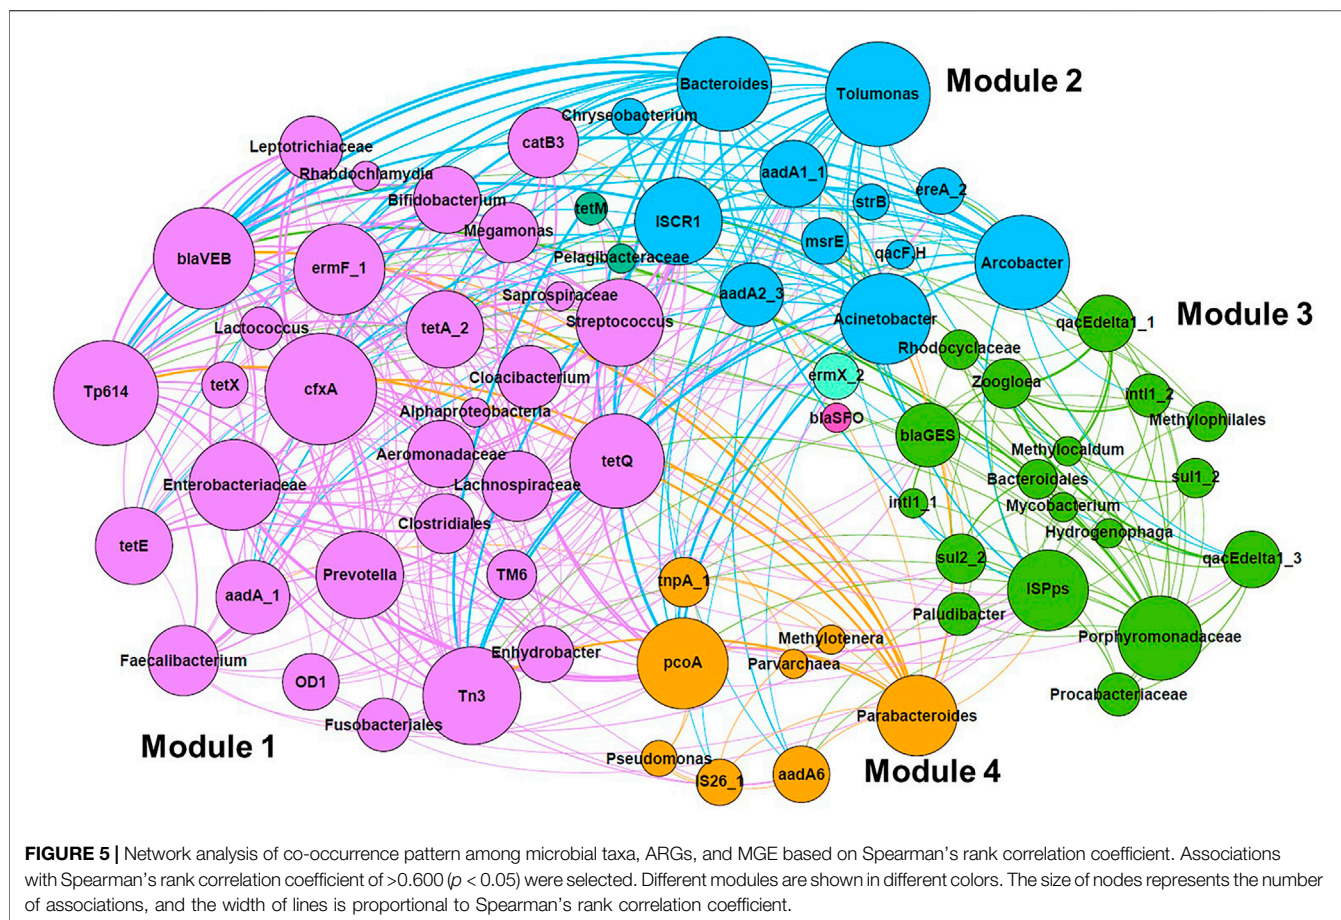 Module 2
Bacteroides
Tolumonas
Chryseobacterium
catB3
Leptotrichiaceae
Rhabdochlamydia
aadA1_1
ereA_2
Bifidobacterium
tetM
strB
Megamonas
ISCR1
msrE
qacF,H
blaVEB
ermF_1
Pelagibacteraceae
Arcobacter
Saprospiraceae
aadA2_3
Module 3
Lactococcus
tetA_2
Streptococcus
Acinetobacter
qacEdelta1_1
Rhodocyclaceae
Tp614
tetX
cfxA
Cloacibacterium
ermX_2
Zoogloea
intI1_2
Alphaproteobacteria
blaSFO
Methylophilales
Aeromonadaceae
tetQ
blaGES
Methylocaldum
Enterobacteriaceae
Lachnospiraceae
Bacteroidales
sul1_2
intI1_1
Mycobacterium
Clostridiales
Hydrogenophaga
tetE
sul2_2
qacEdelta1_3
Prevotella
TM6
tnpA_1
ISPps
aadA_1
Paludibacter
Methylotenera
Porphyromonadaceae
Faecalibacterium
Enhydrobacter
pcoA
Parvarchaea
OD1
Tn3
Procabacteriaceae
Fusobacteriales
Parabacteroides
Module 1
Pseudomonas
IS26_1
aadA6
Module 4
FIGURE 5 | Network analysis of co-occurrence pattern among microbial taxa, ARGs, and MGE based on Spearman's rank correlation coefficient. Associations
with Spearman's rank correlation coefficient of >0.600 (p < 0.05) were selected. Different modules are shown in different colors. The size of nodes represents the number
of associations, and the width of lines is proportional to Spearman's rank correlation coefficient.